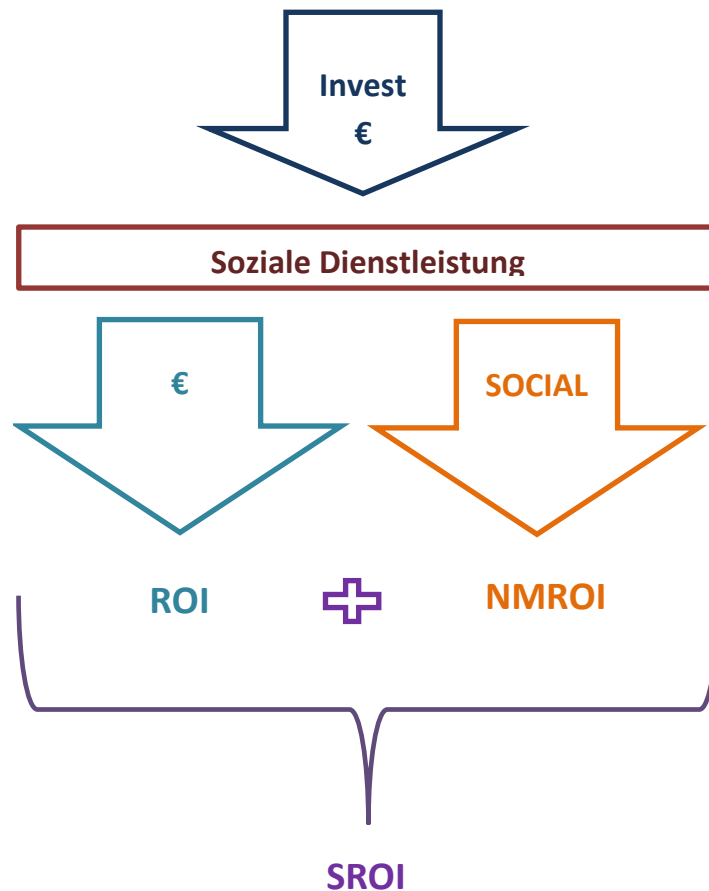 Invest
€
Soziale Dienstleistung
€
SOCIAL
ROI
NMROI
SROI